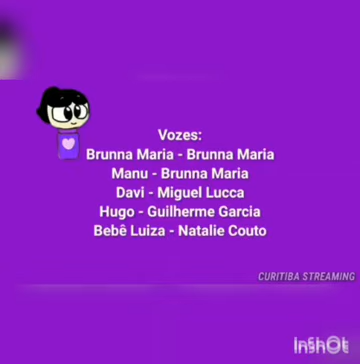 Vozes:
Brunna Maria - Brunna Maria
Manu - Brunna Maria
Davi - Miguel Lucca
Hugo - Guilherme Garcia
Bebê Luiza - Natalie Couto
CURITIBA STREAMING
InShOt